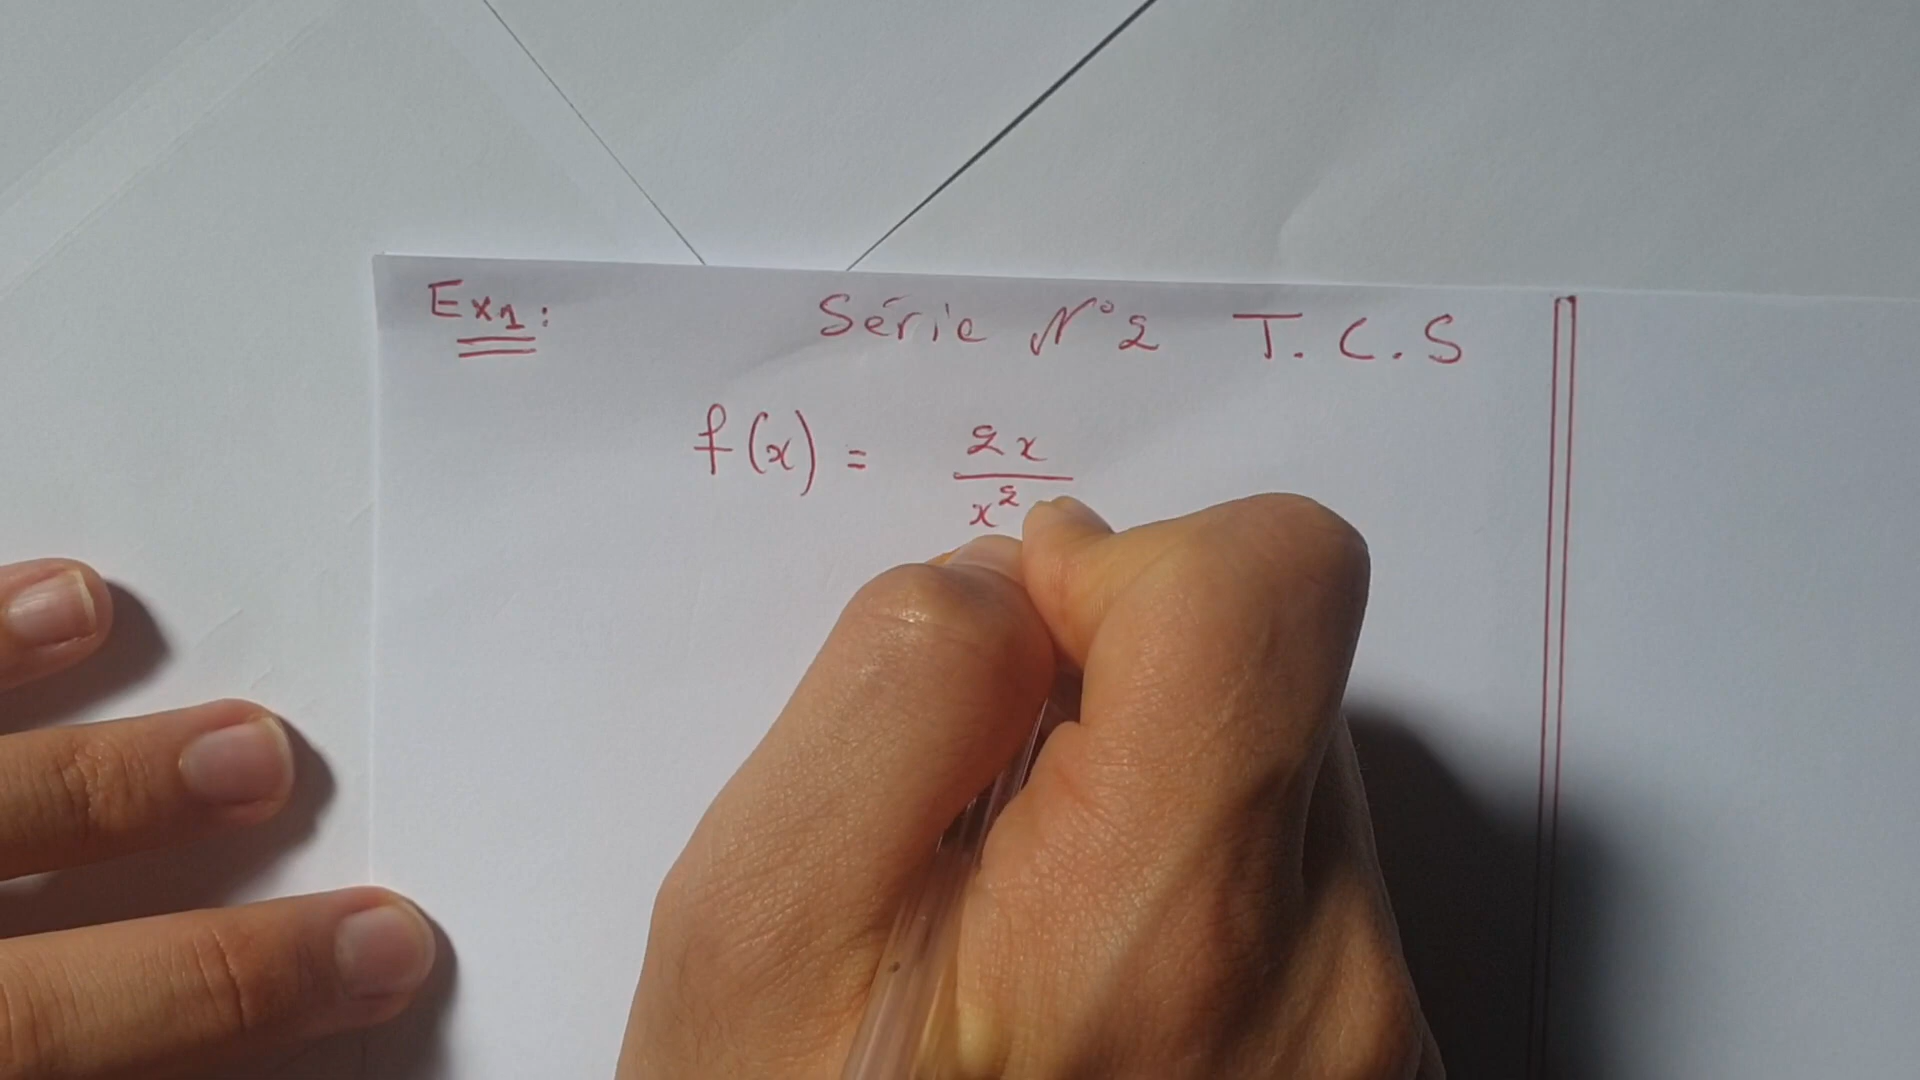 Ex1: Série N°2 T.C.S
f(x) = 2x / x²